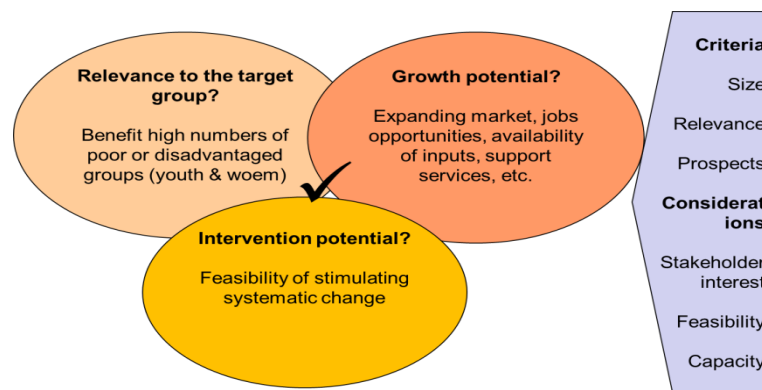 Relevance to the target
group?
Benefit high numbers of
poor or disadvantaged
groups (youth & woem)
Growth potential?
Expanding market, jobs
opportunities, availability
of inputs, support
services, etc.
Intervention potential?
Feasibility of stimulating
systematic change
Criteria
Size
Relevance
Prospects
Considerat
ions
Stakeholder
interest
Feasibility
Capacity